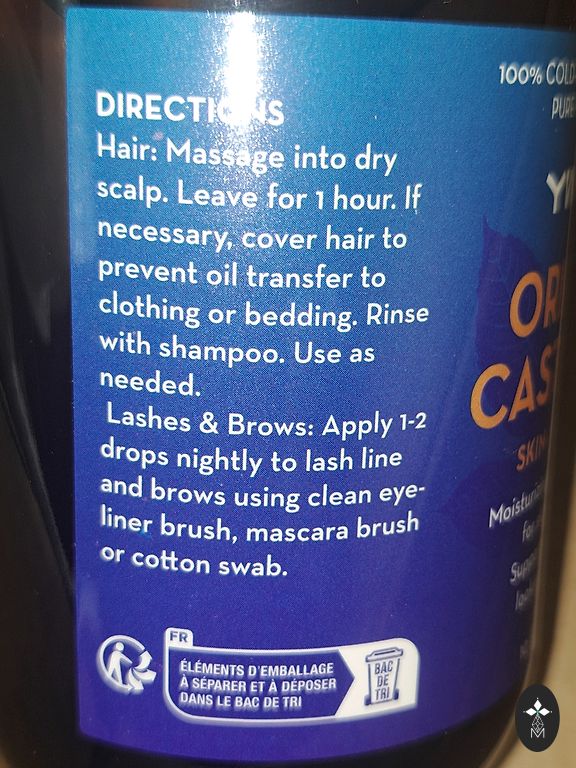 DIRECTIONS
Hair: Massage into dry
scalp. Leave for 1 hour. If
necessary, cover hair to
prevent oil transfer to
clothing or bedding. Rinse
with shampoo. Use as
needed.
Lashes & Brows: Apply 1-2
drops nightly to lash line
and brows using clean eye-
liner brush, mascara brush
or cotton swab.
FR
ÉLÉMENTS D'EMBALLAGE
À SÉPARER ET À DÉPOSER
DANS LE BAC DE TRI
BAC
DE
TRI
100% COLD
PURE
M